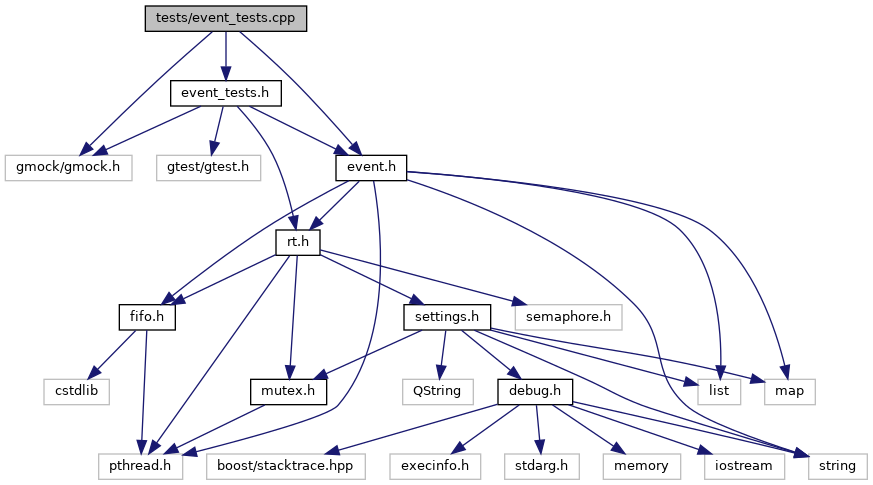 tests/event_tests.cpp
event_tests.h
gmock/gmock.h
gtest/gtest.h
event.h
rt.h
fifo.h
settings.h
semaphore.h
cstdlib
mutex.h
QString
debug.h
list
map
pthread.h
boost/stacktrace.hpp
execinfo.h
stdarg.h
memory
iostream
string